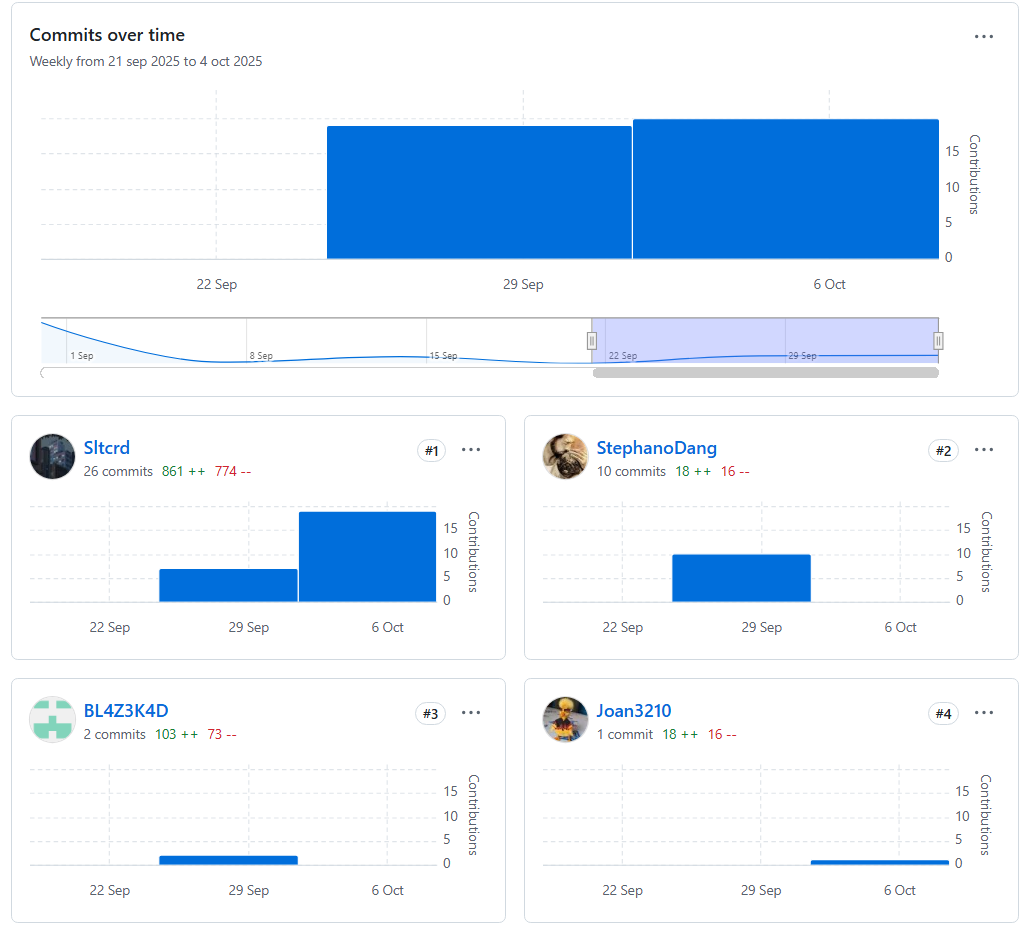 Commits over time
Weekly from 21 sep 2025 to 4 oct 2025
15
10
5
0
Contributions
22 Sep 29 Sep 6 Oct
1 Sep 8 Sep 15 Sep 22 Sep 29 Sep
Sltcrd #1
26 commits 861 ++ 774 --
15
10
5
0
Contributions
22 Sep 29 Sep 6 Oct
StephanoDang #2
10 commits 18 ++ 16 --
15
10
5
0
Contributions
22 Sep 29 Sep 6 Oct
BL4Z3K4D #3
2 commits 103 ++ 73 --
15
10
5
0
Contributions
22 Sep 29 Sep 6 Oct
Joan3210 #4
1 commit 18 ++ 16 --
15
10
5
0
Contributions
22 Sep 29 Sep 6 Oct